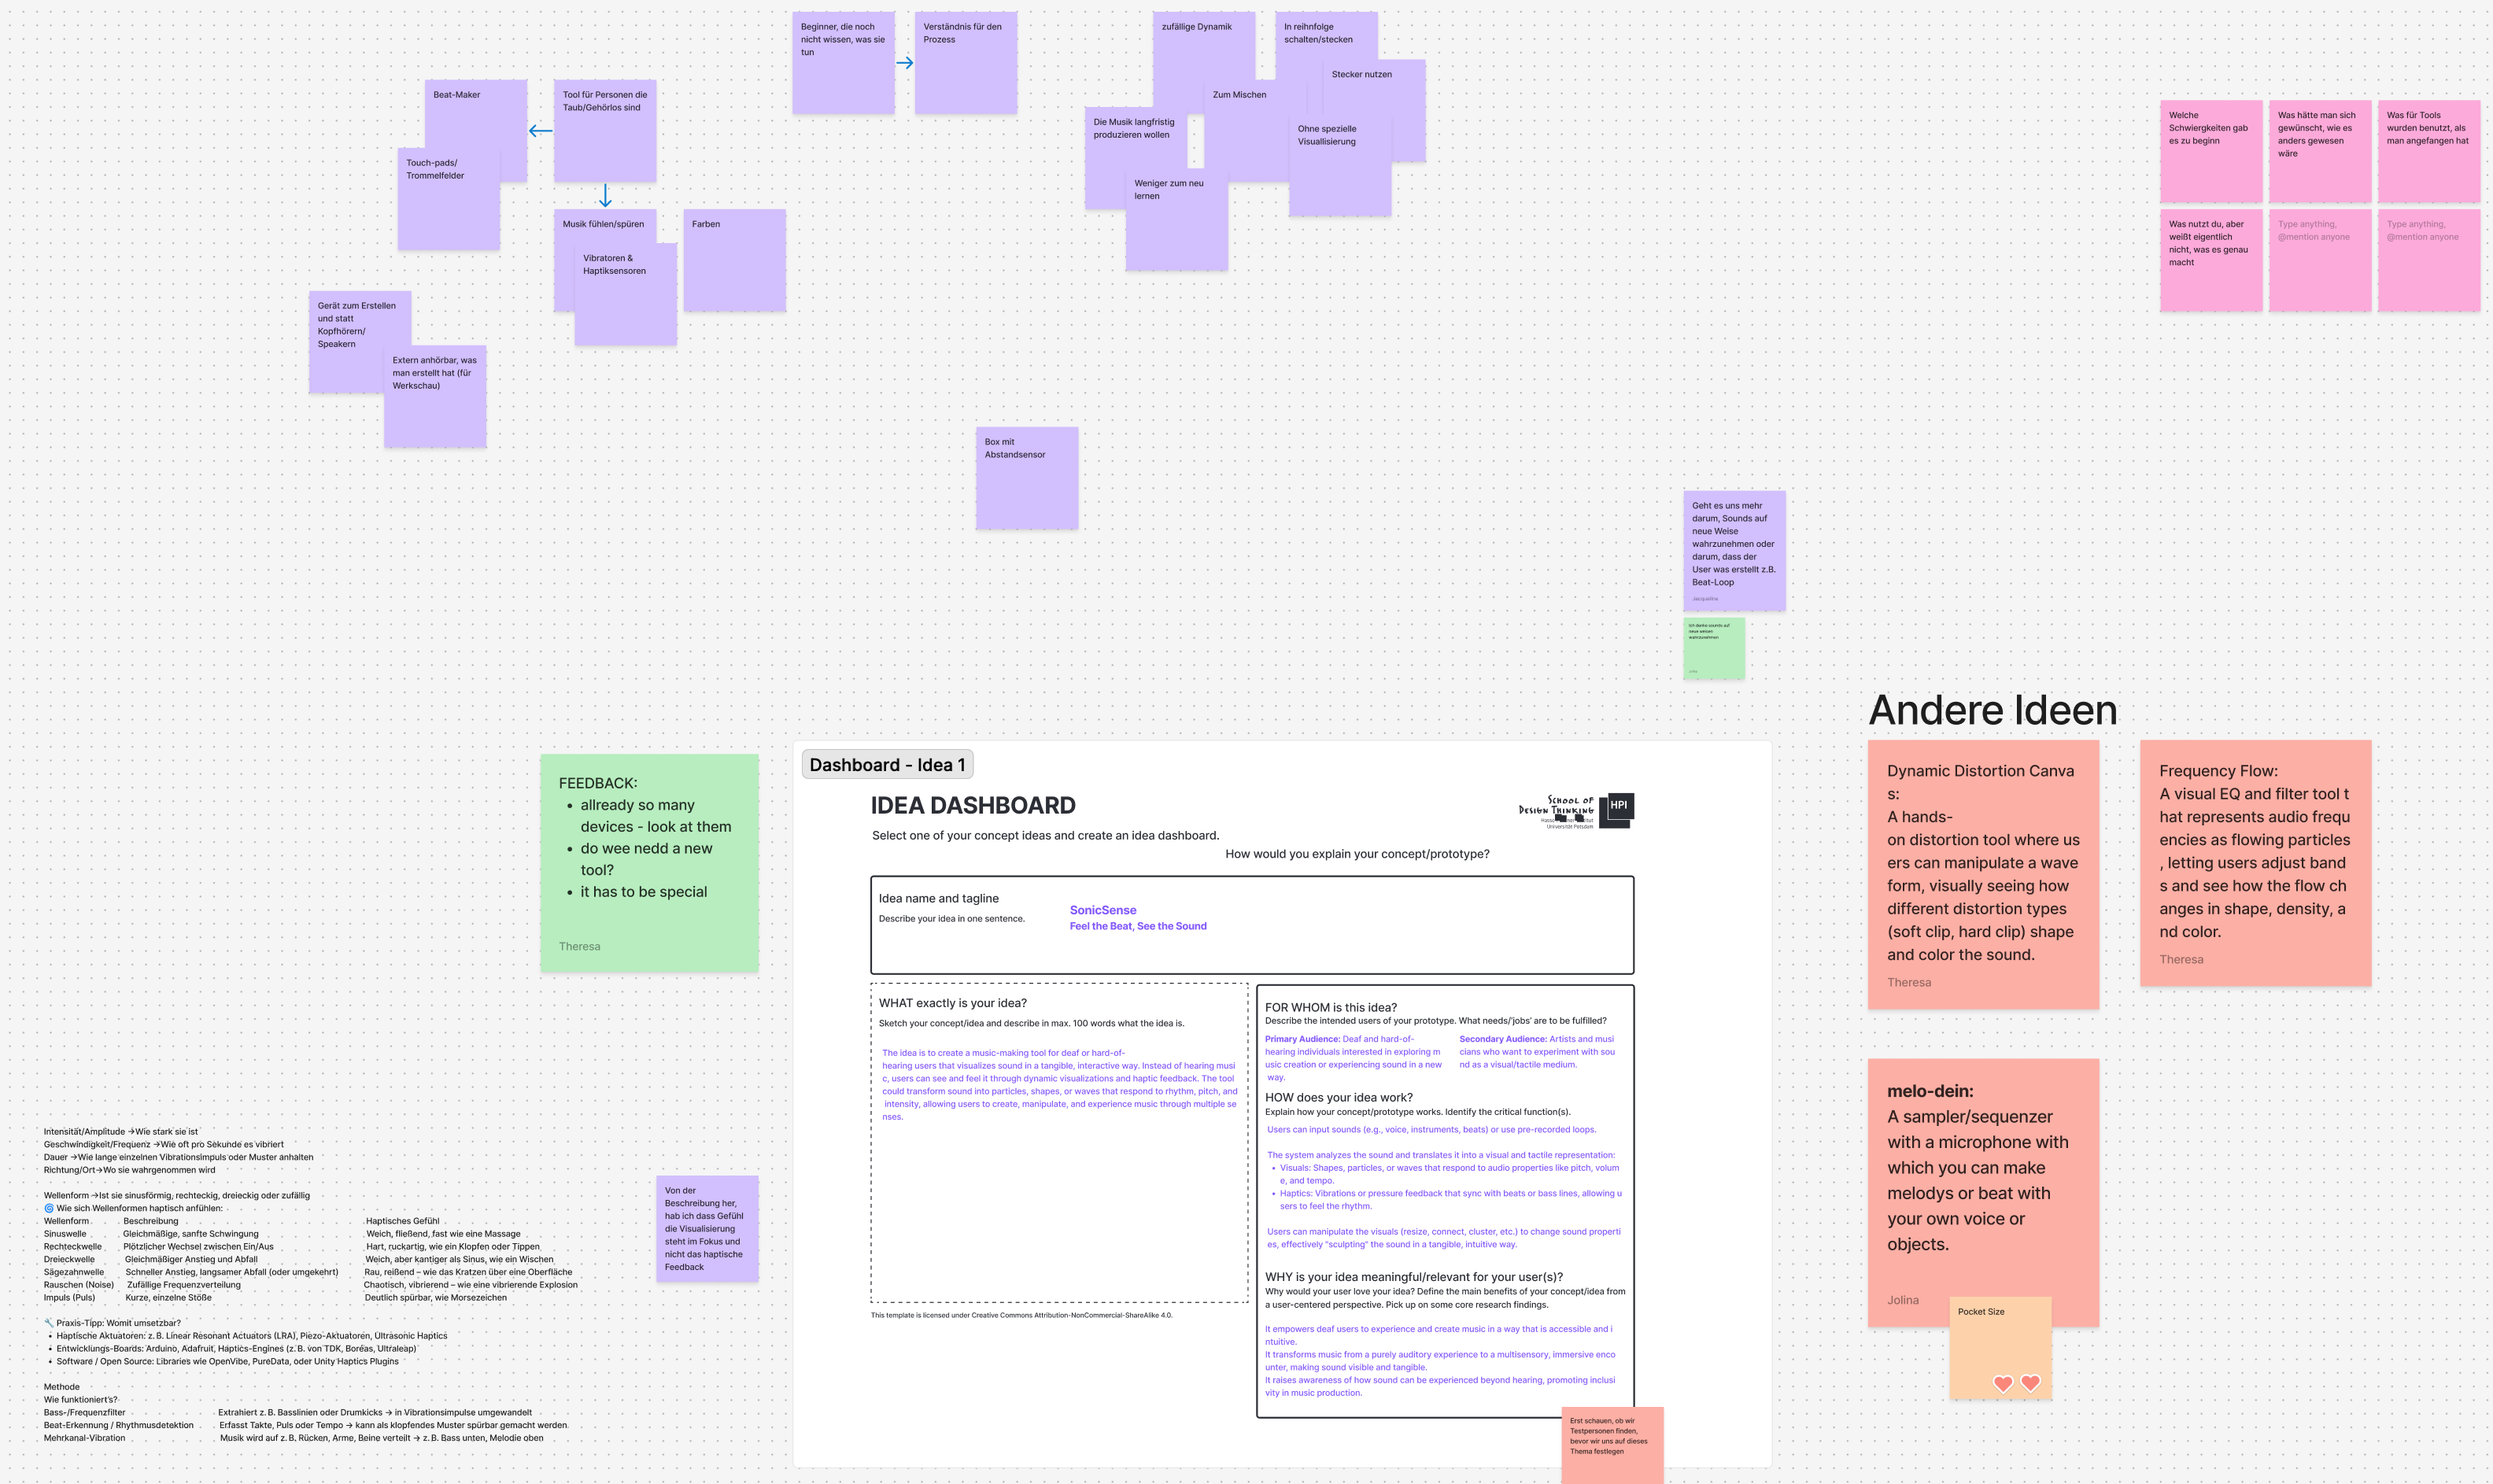 Beginner, die noch
nicht wissen, was sie
tun
Verständnis für den
Prozess
zufällige Dynamik
In reihnfolge
schalten/stecken
Stecker nutzen
Zum Mischen
Die Musik langfristig
produzieren wollen
Ohne spezielle
Visuallisierung
Weniger zum neu
lernen
Beat-Maker
Tool für Personen die
Taub/Gehörlos sind
Touch-pads/
Trommelfelder
Musik fühlen/spüren
Farben
Vibratoren &
Haptiksensoren
Gerät zum Erstellen
und statt
Kopfhörern/
Speakern
Extern anhörbar, was
man erstellt hat (für
Werkschau)
Welche
Schwiergkeiten gab
es zu beginn
Was hätte man sich
gewünscht, wie es
anders gewesen
wäre
Was für Tools
wurden benutzt, als
man angefangen hat
Was nutzt du, aber
weißt eigentlich
nicht, was es genau
macht
Type anything,
@mention anyone
Type anything,
@mention anyone
Box mit
Abstandsensor
Geht es uns mehr
darum, Sounds auf
neue Weise
wahrzunehmen oder
darum, dass der
User was erstellt z.B.
Beat-Loop
Jacqueline
Ich denke sounds auf
neue weisen
wahrzunehmen
FEEDBACK:
• allready so many
devices - look at them
• do wee nedd a new
tool?
• it has to be special
Theresa
Dashboard - Idea 1
IDEA DASHBOARD
Select one of your concept ideas and create an idea dashboard.
SCHOOL OF
DESIGN THINKING
HPI
Universität Potsdam
How would you explain your concept/prototype?
Idea name and tagline
Describe your idea in one sentence.
SonicSense
Feel the Beat, See the Sound
WHAT exactly is your idea?
Sketch your concept/idea and describe in max. 100 words what the idea is.
The idea is to create a music-making tool for deaf or hard-of-
hearing users that visualizes sound in a tangible, interactive way. Instead of hearing musi
c, users can see and feel it through dynamic visualizations and haptic feedback. The tool
could transform sound into particles, shapes, or waves that respond to rhythm, pitch, and
intensity, allowing users to create, manipulate, and experience music through multiple se
nses.
This template is licensed under Creative Commons Attribution-NonCommercial-ShareAlike 4.0.
FOR WHOM is this idea?
Describe the intended users of your prototype. What needs/'jobs' are to be fulfilled?
Primary Audience: Deaf and hard-of-
hearing individuals interested in exploring m
usic creation or experiencing sound in a new
way.
Secondary Audience: Artists and musi
cians who want to experiment with sou
nd as a visual/tactile medium.
HOW does your idea work?
Explain how your concept/prototype works. Identify the critical function(s).
Users can input sounds (e.g., voice, instruments, beats) or use pre-recorded loops.
The system analyzes the sound and translates it into a visual and tactile representation:
• Visuals: Shapes, particles, or waves that respond to audio properties like pitch, volum
e, and tempo.
• Haptics: Vibrations or pressure feedback that sync with beats or bass lines, allowing u
sers to feel the rhythm.
Users can manipulate the visuals (resize, connect, cluster, etc.) to change sound properti
es, effectively "sculpting" the sound in a tangible, intuitive way.
WHY is your idea meaningful/relevant for your user(s)?
Why would your user love your idea? Define the main benefits of your concept/idea from
a user-centered perspective. Pick up on some core research findings.
It empowers deaf users to experience and create music in a way that is accessible and i
ntuitive.
It transforms music from a purely auditory experience to a multisensory, immersive enco
unter, making sound visible and tangible.
It raises awareness of how sound can be experienced beyond hearing, promoting inclusi
vity in music production.
Erst schauen, ob wir
Testpersonen finden,
bevor wir uns auf dieses
Thema festlegen
Andere Ideen
Dynamic Distortion Canva
s:
A hands-
on distortion tool where us
ers can manipulate a wave
form, visually seeing how
different distortion types
(soft clip, hard clip) shape
and color the sound.
Theresa
Frequency Flow:
A visual EQ and filter tool t
hat represents audio frequ
encies as flowing particles
, letting users adjust band
s and see how the flow ch
anges in shape, density, a
nd color.
Theresa
melo-dein:
A sampler/sequenzer
with a microphone with
which you can make
melodys or beat with
your own voice or
objects.
Jolina
Pocket Size
Intensität/Amplitude →Wie stark sie ist
Geschwindigkeit/Frequenz →Wie oft pro Sekunde es vibriert
Dauer →Wie lange einzelnen Vibrationsimpuls oder Muster anhalten
Richtung/Ort→Wo sie wahrgenommen wird
Wellenform →Ist sie sinusförmig, rechteckig, dreieckig oder zufällig
🌀 Wie sich Wellenformen haptisch anfühlen:
Wellenform Beschreibung Haptisches Gefühl
Sinuswelle Gleichmäßige, sanfte Schwingung Weich, fließend, fast wie eine Massage
Rechteckwelle Plötzlicher Wechsel zwischen Ein/Aus Hart, ruckartig, wie ein Klopfen oder Tippen
Dreieckwelle Gleichmäßiger Anstieg und Abfall Weich, aber kantiger als Sinus, wie ein Wischen
Sägezahnwelle Schneller Anstieg, langsamer Abfall (oder umgekehrt) Rau, reißend – wie das Kratzen über eine Oberfläche
Rauschen (Noise) Zufällige Frequenzverteilung Chaotisch, vibrierend – wie eine vibrierende Explosion
Impuls (Puls) Kurze, einzelne Stöße Deutlich spürbar, wie Morsezeichen
🔧 Praxis-Tipp: Womit umsetzbar?
• Haptische Aktuatoren: z. B. Linear Resonant Actuators (LRA), Piezo-Aktuatoren, Ultrasonic Haptics
• Entwicklungs-Boards: Arduino, Adafruit, Haptics-Engines (z. B. von TDK, Boréas, Ultraleap)
• Software / Open Source: Libraries wie OpenVibe, PureData, oder Unity Haptics Plugins
Methode
Wie funktioniert's?
Bass-/Frequenzfilter Extrahiert z. B. Basslinien oder Drumkicks → in Vibrationsimpulse umgewandelt
Beat-Erkennung / Rhythmusdetektion Erfasst Takte, Puls oder Tempo → kann als klopfendes Muster spürbar gemacht werden
Mehrkanal-Vibration Musik wird auf z. B. Rücken, Arme, Beine verteilt → z. B. Bass unten, Melodie oben
Von der
Beschreibung her,
hab ich dass Gefühl
die Visualisierung
steht im Fokus und
nicht das haptische
Feedback